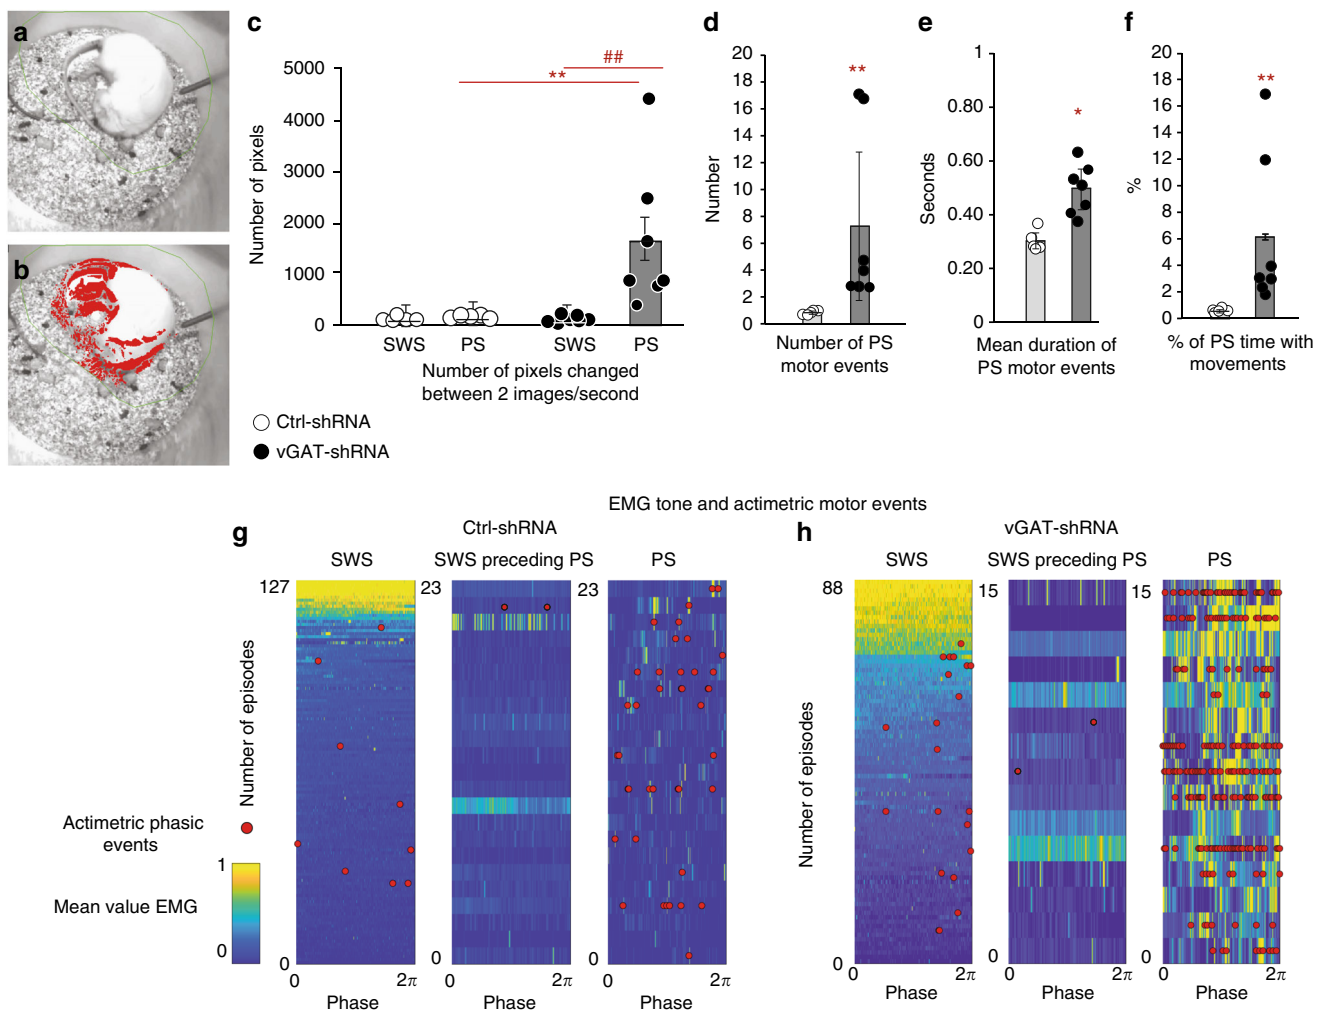 a
b
c
Number of pixels
5000
4000
3000
2000
1000
0
**
##
SWS
PS
SWS
PS
Number of pixels changed
between 2 images/second
Ctrl-shRNA
vGAT-shRNA
d
Number
20
18
16
14
12
10
8
6
4
2
0
**
Number of PS
motor events
e
Seconds
1
0.80
0.60
0.40
0.20
0
*
Mean duration of
PS motor events
f
%
20
18
16
14
12
10
8
6
4
2
0
**
% of PS time with
movements
EMG tone and actimetric motor events
g
Ctrl-shRNA
SWS
SWS preceding PS
PS
127
23
23
Number of episodes
0
0
0
0
2π
0
2π
0
2π
Phase
Phase
Phase
Actimetric phasic
events
Mean value EMG
1
0
h
vGAT-shRNA
SWS
SWS preceding PS
PS
88
15
15
Number of episodes
0
0
0
0
2π
0
2π
0
2π
Phase
Phase
Phase